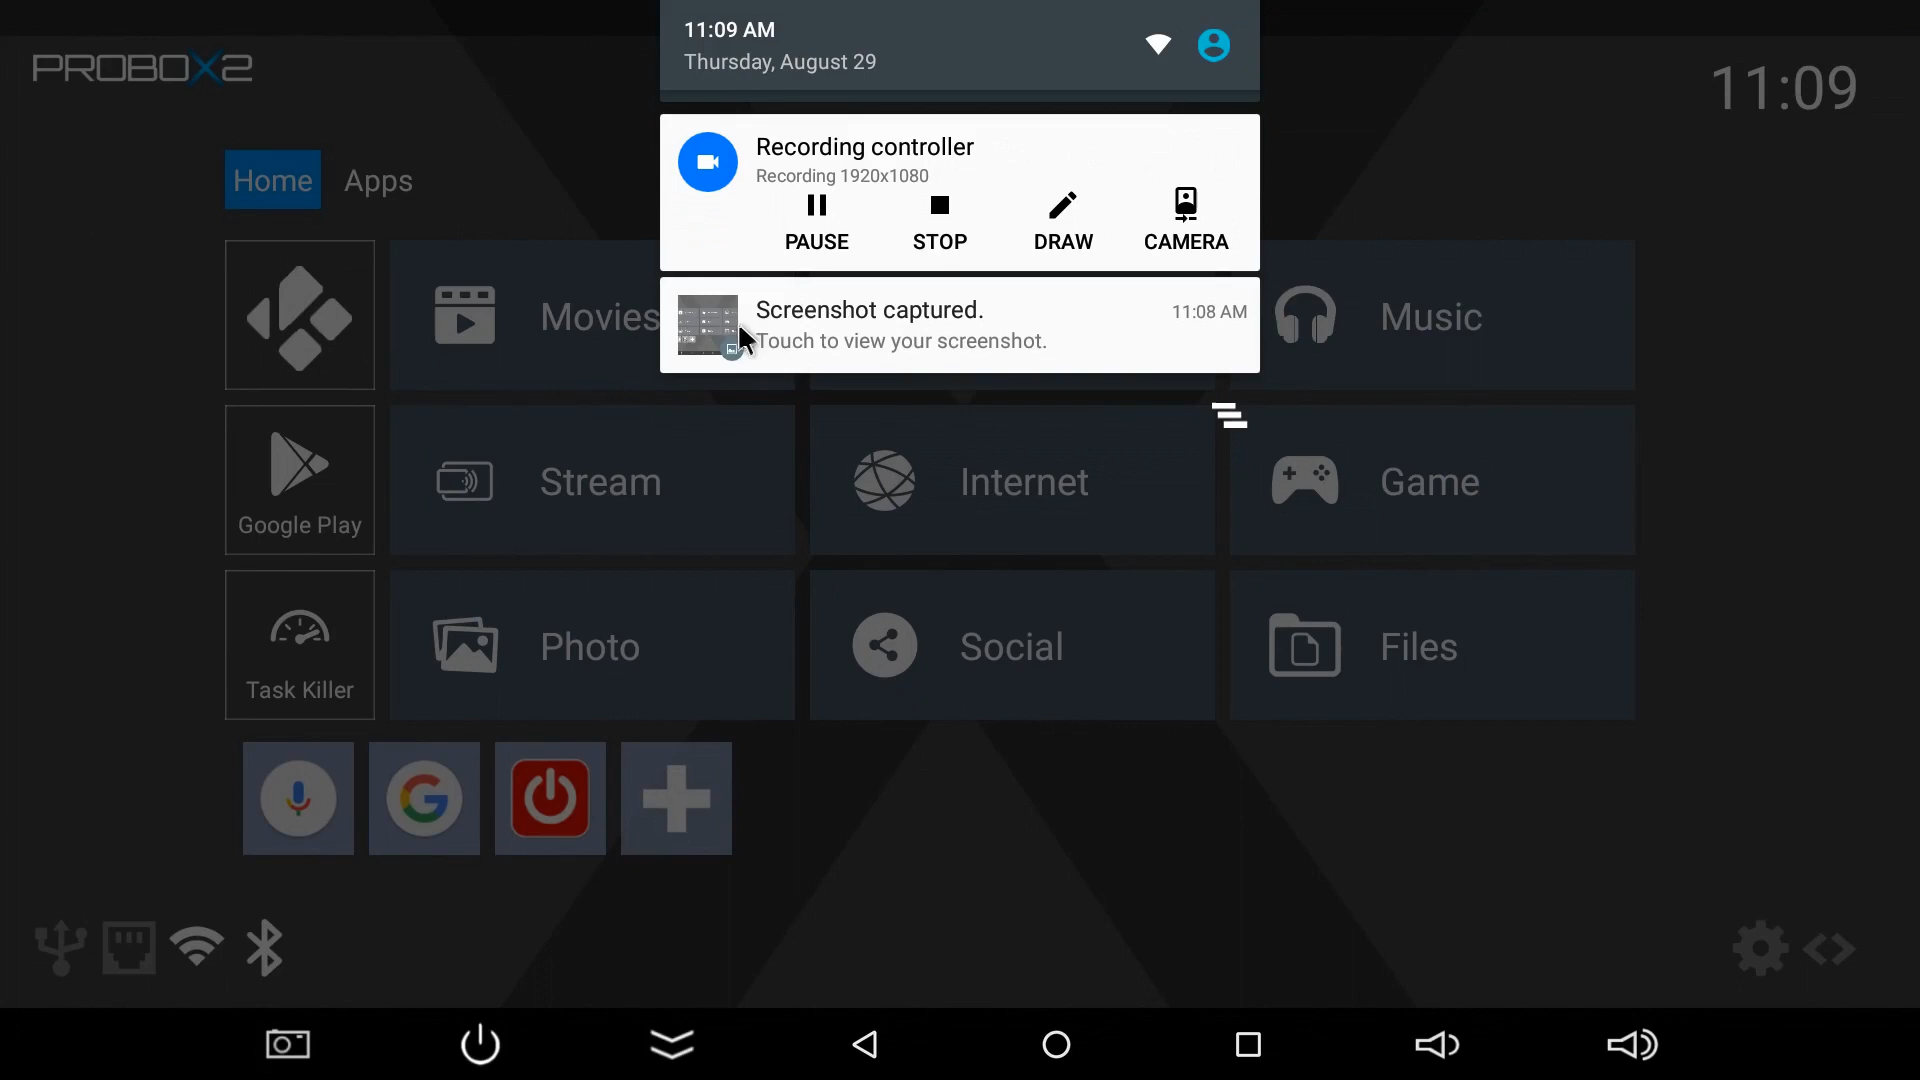 11:09 AM
Thursday, August 29
PROBOX2
11:09
Recording controller
Recording 1920x1080
PAUSE STOP DRAW CAMERA
Home Apps
Screenshot captured. 11:08 AM
Touch to view your screenshot.
Movies Music
Google Play Stream Internet Game
Task Killer Photo Social Files